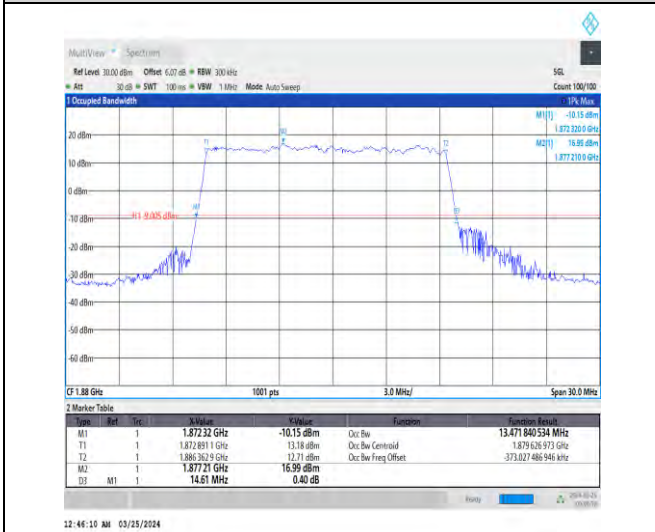 MultiView Spectrum
Ref Level 30.00 dBm Offset 6.07 dB RBW 300 kHz SGL
Att 30 dB SWT 100 ms VBW 1 MHz Mode Auto Sweep Count 100/100
1 Occupied Bandwidth 1Pk Max
M1[1] -10.15 dBm
1.872 320 0 GHz
M2[1] 16.99 dBm
1.877 210 0 GHz
20 dBm
T1 M2 T2
10 dBm
0 dBm
M1
-10 dBm
H1 -9.005 dBm
-20 dBm
-30 dBm
-40 dBm
-50 dBm
-60 dBm
CF 1.88 GHz 1001 pts 3.0 MHz/ Span 30.0 MHz
2 Marker Table
Type Ref Trc X-Value Y-Value Function Function Result
M1 1 1.872 32 GHz -10.15 dBm Occ Bw 13.471 840 534 MHz
T1 1 1.872 891 1 GHz 13.18 dBm Occ Bw Centroid 1.879 626 973 GHz
T2 1 1.886 362 9 GHz 12.71 dBm Occ Bw Freq Offset -373.027 486 946 kHz
M2 1 1.877 21 GHz 16.99 dBm
D3 M1 1 14.61 MHz 0.40 dB
Ready
12:46:10 AM 03/25/2024